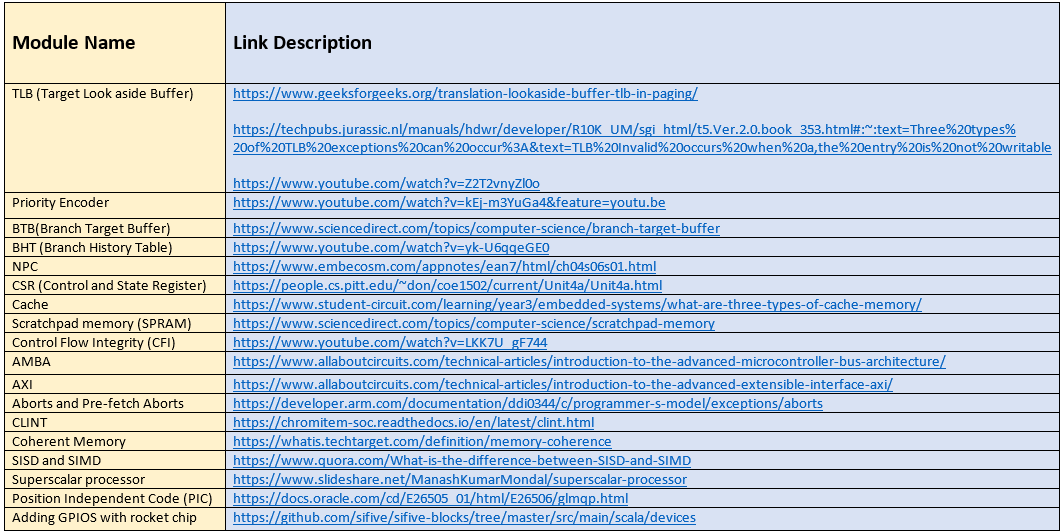 Module Name Link Description
TLB (Target Look aside Buffer) https://www.geeksforgeeks.org/translation-lookaside-buffer-tlb-in-paging/
https://techpubs.jurassic.nl/manuals/hdwr/developer/R10K_UM/sgi_html/t5.Ver.2.0.book_353.html#:~:text=Three%20types%
20of%20TLB%20exceptions%20can%20occur%3A&text=TLB%20Invalid%20occurs%20when%20a,the%20entry%20is%20not%20writable
https://www.youtube.com/watch?v=Z2T2vnyZl0o
Priority Encoder https://www.youtube.com/watch?v=kEj-m3YuGa4&feature=youtu.be
BTB(Branch Target Buffer) https://www.sciencedirect.com/topics/computer-science/branch-target-buffer
BHT (Branch History Table) https://www.youtube.com/watch?v=yk-U6qqeGE0
NPC https://www.embecosm.com/appnotes/ean7/html/ch04s06s01.html
CSR (Control and State Register) https://people.cs.pitt.edu/~don/coe1502/current/Unit4a/Unit4a.html
Cache https://www.student-circuit.com/learning/year3/embedded-systems/what-are-three-types-of-cache-memory/
Scratchpad memory (SPRAM) https://www.sciencedirect.com/topics/computer-science/scratchpad-memory
Control Flow Integrity (CFI) https://www.youtube.com/watch?v=LKK7U_gF744
AMBA https://www.allaboutcircuits.com/technical-articles/introduction-to-the-advanced-microcontroller-bus-architecture/
AXI https://www.allaboutcircuits.com/technical-articles/introduction-to-the-advanced-extensible-interface-axi/
Aborts and Pre-fetch Aborts https://developer.arm.com/documentation/ddi0344/c/programmer-s-model/exceptions/aborts
CLINT https://chromitem-soc.readthedocs.io/en/latest/clint.html
Coherent Memory https://whatis.techtarget.com/definition/memory-coherence
SISD and SIMD https://www.quora.com/What-is-the-difference-between-SISD-and-SIMD
Superscalar processor https://www.slideshare.net/ManashKumarMondal/superscalar-processor
Position Independent Code (PIC) https://docs.oracle.com/cd/E26505_01/html/E26506/glmqp.html
Adding GPIOS with rocket chip https://github.com/sifive/sifive-blocks/tree/master/src/main/scala/devices